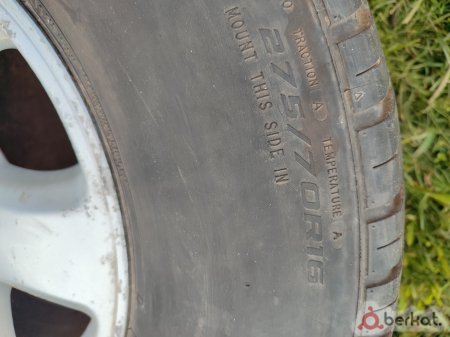 O TRACTION A TEMPERATURE A
275/70R16
MOUNT THIS SIDE IN
berkat.